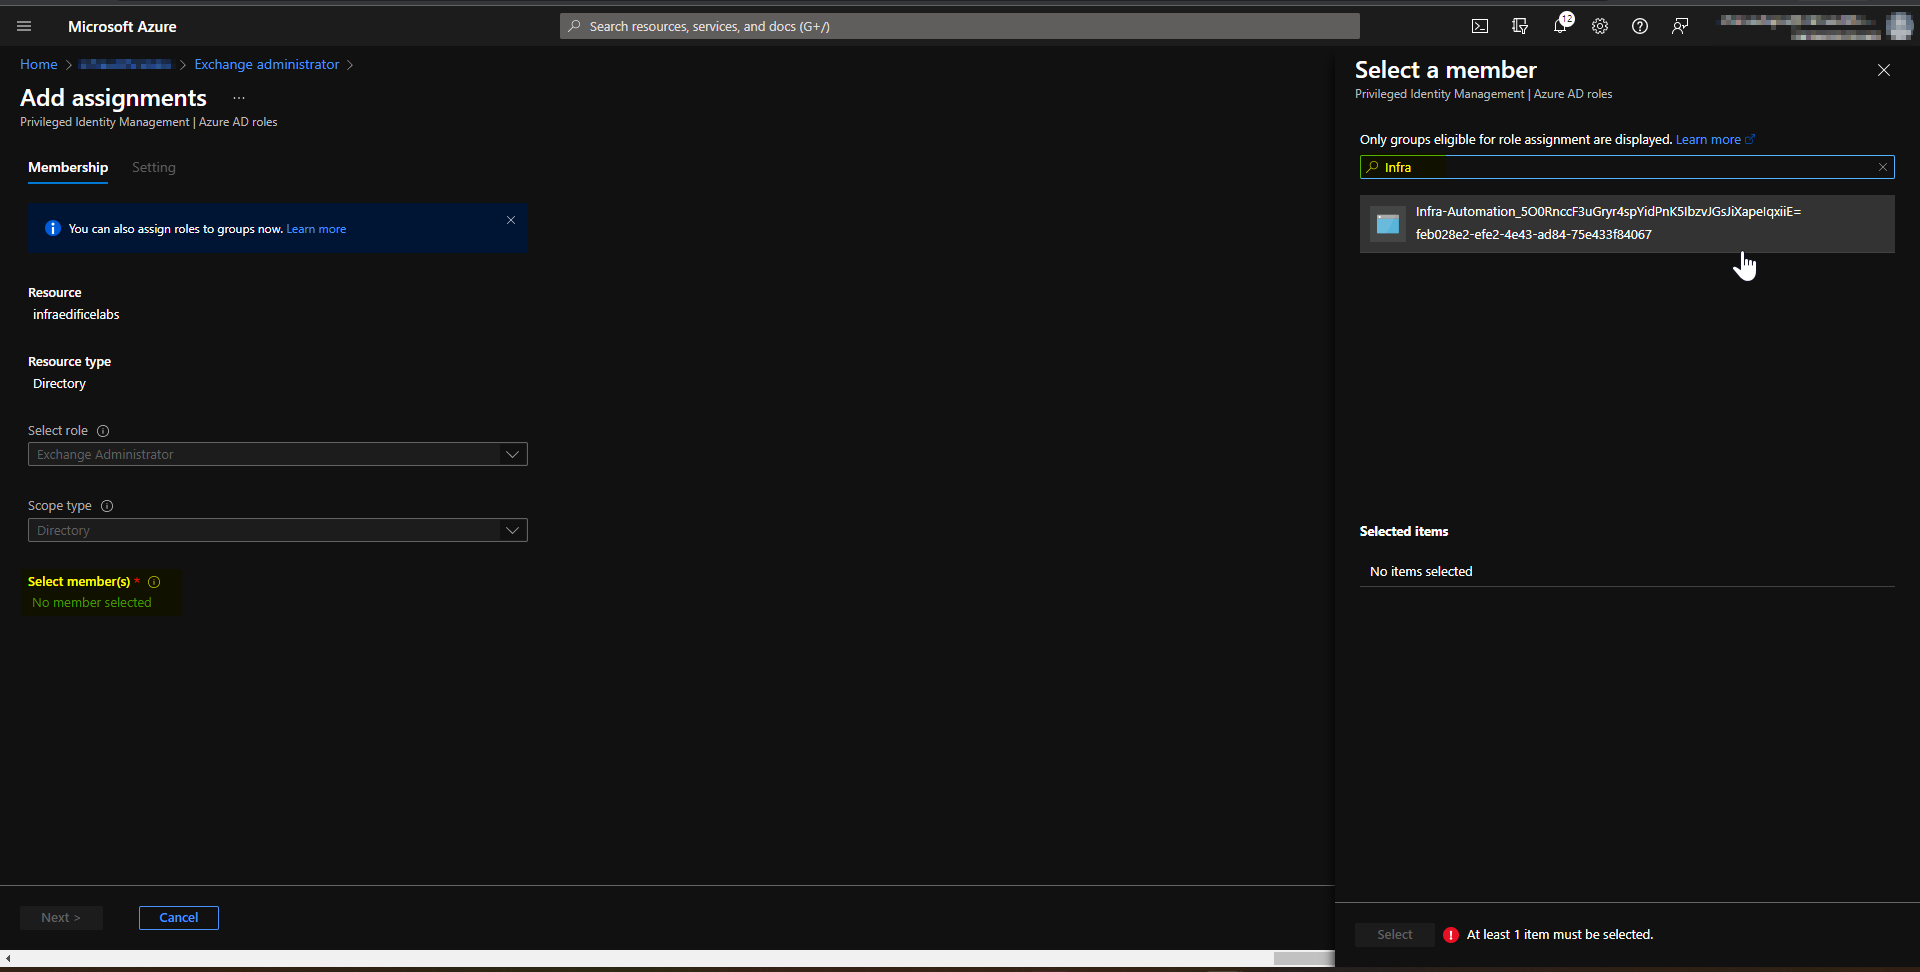 Microsoft Azure
Search resources, services, and docs (G+/)
12
Home > > Exchange administrator >
Add assignments ...
Privileged Identity Management | Azure AD roles
Membership Setting
You can also assign roles to groups now. Learn more
Resource
infraedificelabs
Resource type
Directory
Select role
Exchange Administrator
Scope type
Directory
Select member(s) *
No member selected
Next >
Cancel
Select a member
Privileged Identity Management | Azure AD roles
Only groups eligible for role assignment are displayed. Learn more
Infra
Infra-Automation_5O0RnccF3uGryr4spYidPnK5IbzvJGsJiXapeIqxiiE=
feb028e2-efe2-4e43-ad84-75e433f84067
Selected items
No items selected
Select
At least 1 item must be selected.